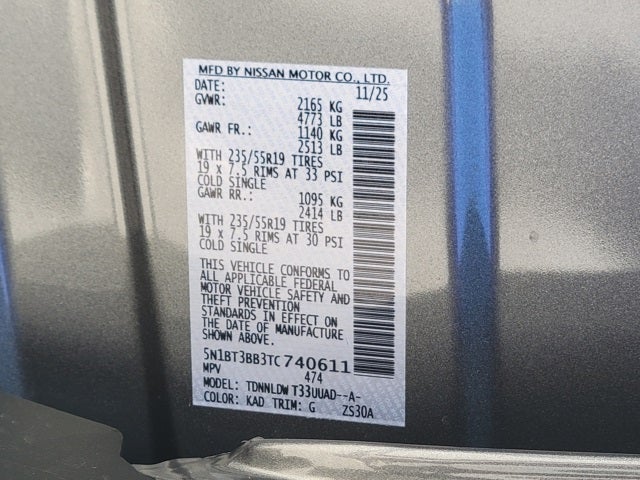 MFD BY NISSAN MOTOR CO., LTD.
DATE: 11/25
GVWR: 2165 KG
4773 LB
GAWR FR.: 1140 KG
2513 LB
WITH 235/55R19 TIRES
19 x 7.5 RIMS AT 33 PSI
COLD SINGLE
GAWR RR.: 1095 KG
2414 LB
WITH 235/55R19 TIRES
19 x 7.5 RIMS AT 30 PSI
COLD SINGLE
THIS VEHICLE CONFORMS TO
ALL APPLICABLE FEDERAL
MOTOR VEHICLE SAFETY AND
THEFT PREVENTION
STANDARDS IN EFFECT ON
THE DATE OF MANUFACTURE
SHOWN ABOVE.
5N1BT3BB3TC740611
MPV 474
MODEL: TDNNLDW T33UUAD--A-
COLOR: KAD TRIM: G ZS30A